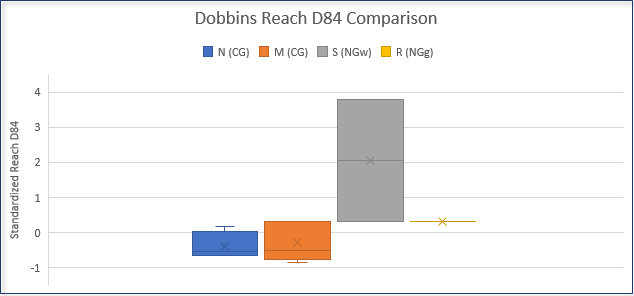 Dobbins Reach D84 Comparison
N (CG) M (CG) S (NGw) R (NGg)
Standardized Reach D84
4
3
2
1
0
-1